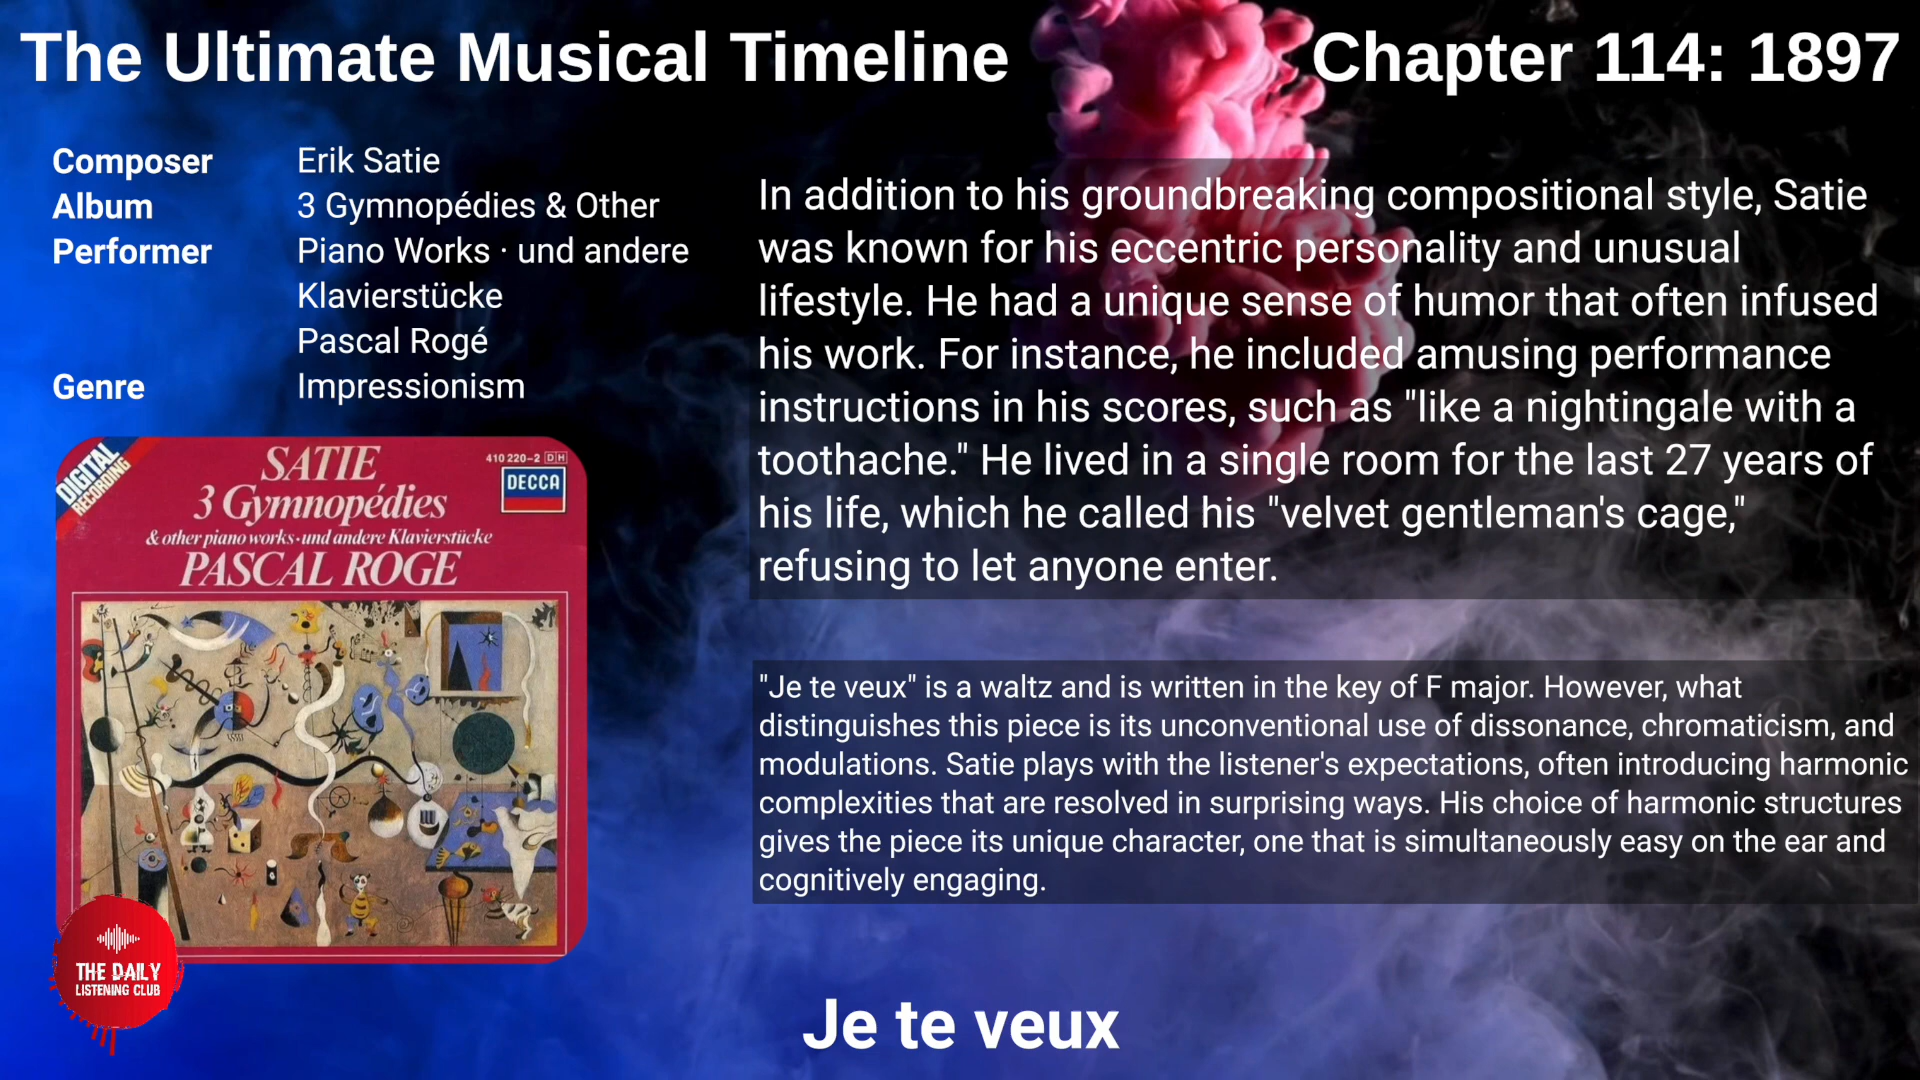 The Ultimate Musical Timeline
Chapter 114: 1897
Composer Erik Satie
Album 3 Gymnopédies & Other
Performer Piano Works · und andere
Klavierstücke
Pascal Rogé
Genre Impressionism
DIGITAL
RECORDING
SATIE
410 220-2 DH
3 Gymnopédies
DECCA
& other piano works·und andere Klavierstücke
PASCAL ROGE
THE DAILY
LISTENING CLUB
In addition to his groundbreaking compositional style, Satie
was known for his eccentric personality and unusual
lifestyle. He had a unique sense of humor that often infused
his work. For instance, he included amusing performance
instructions in his scores, such as "like a nightingale with a
toothache." He lived in a single room for the last 27 years of
his life, which he called his "velvet gentleman's cage,"
refusing to let anyone enter.
"Je te veux" is a waltz and is written in the key of F major. However, what
distinguishes this piece is its unconventional use of dissonance, chromaticism, and
modulations. Satie plays with the listener's expectations, often introducing harmonic
complexities that are resolved in surprising ways. His choice of harmonic structures
gives the piece its unique character, one that is simultaneously easy on the ear and
cognitively engaging.
Je te veux